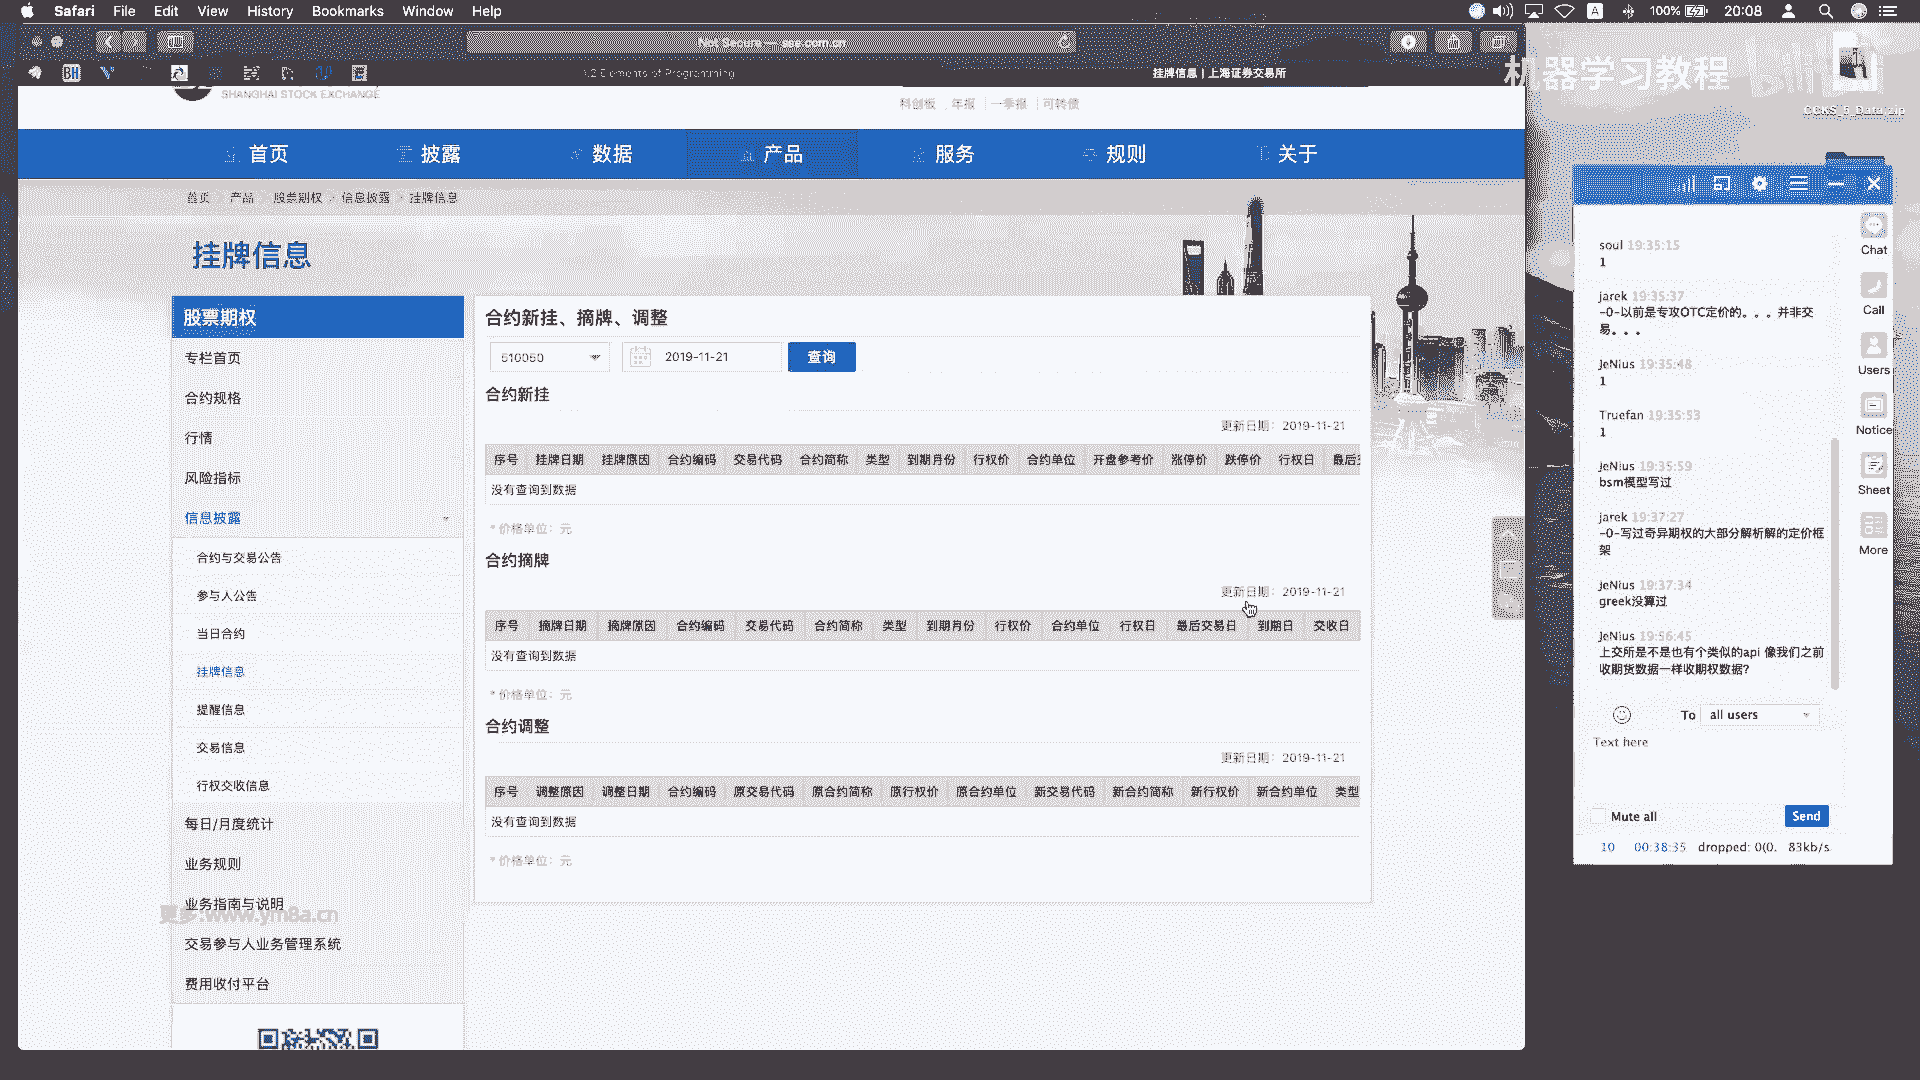 Safari File Edit View History Bookmarks Window Help
100% 20:08
Not Secure — sse.com.cn
BH
1.2 Elements of Programming
挂牌信息 | 上海证券交易所
机器学习教程
bili
CCKS_5_Data.zip
SHANGHAI STOCK EXCHANGE
科创板 年报 一季报 可转债
首页 披露 数据 产品 服务 规则 关于
首页 产品 股票期权 > 信息披露 > 挂牌信息
挂牌信息
股票期权
专栏首页
合约规格
行情
风险指标
信息披露
合约与交易公告
参与人公告
当日合约
挂牌信息
提醒信息
交易信息
行权交收信息
每日/月度统计
业务规则
业务指南与说明
更多:www.ym8a.cn
交易参与人业务管理系统
费用收付平台
合约新挂、摘牌、调整
510050 2019-11-21 查询
合约新挂
更新日期: 2019-11-21
序号 挂牌日期 挂牌原因 合约编码 交易代码 合约简称 类型 到期月份 行权价 合约单位 开盘参考价 涨停价 跌停价 行权日 最后
没有查询到数据
* 价格单位: 元
合约摘牌
更新日期: 2019-11-21
序号 摘牌日期 摘牌原因 合约编码 交易代码 合约简称 类型 到期月份 行权价 合约单位 行权日 最后交易日 到期日 交收日
没有查询到数据
* 价格单位: 元
合约调整
更新日期: 2019-11-21
序号 调整原因 调整日期 合约编码 原交易代码 原合约简称 原行权价 原合约单位 新交易代码 新合约简称 新行权价 新合约单位 类型
没有查询到数据
* 价格单位: 元
soul 19:35:15
1
jarek 19:35:37
-0-以前是专攻OTC定价的。。。并非交
易。。。
JeNius 19:35:48
1
Truefan 19:35:53
1
JeNius 19:35:59
bsm模型写过
jarek 19:37:27
-0-写过奇异期权的大部分解析解的定价框
架
jeNius 19:37:34
greek没算过
JeNius 19:56:45
上交所是不是也有个类似的api 像我们之前
收期货数据一样收期权数据?
Chat
Call
Users
Notice
Sheet
More
To all users
Text here
Mute all
Send
10 00:38:35 dropped: 0(0. 83kb/s